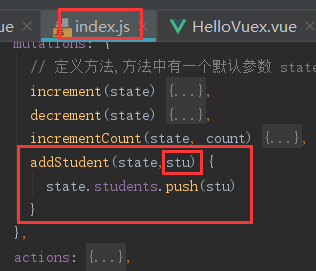 ue index.js HelloVuex.vue
mutations: {
// 定义方法,方法中有一个默认参数 state
increment(state) {...},
decrement(state) {...},
incrementCount(state, count) {...},
addStudent(state,stu) {
state.students.push(stu)
}
},
actions: {...},